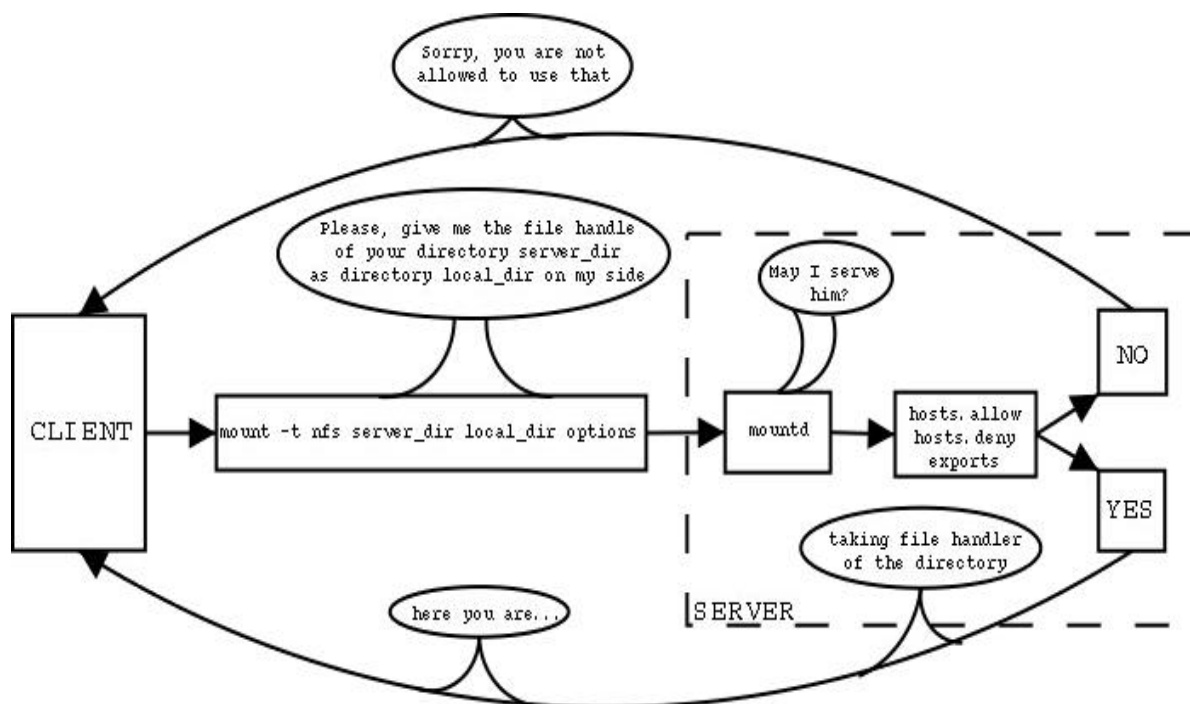 Sorry, you are not
allowed to use that
Please, give me the file handle
of your directory server_dir
as directory local_dir on my side
May I serve
him?
NO
CLIENT
mount -t nfs server_dir local_dir options
mountd
hosts.allow
hosts.deny
exports
YES
taking file handler
of the directory
here you are...
SERVER